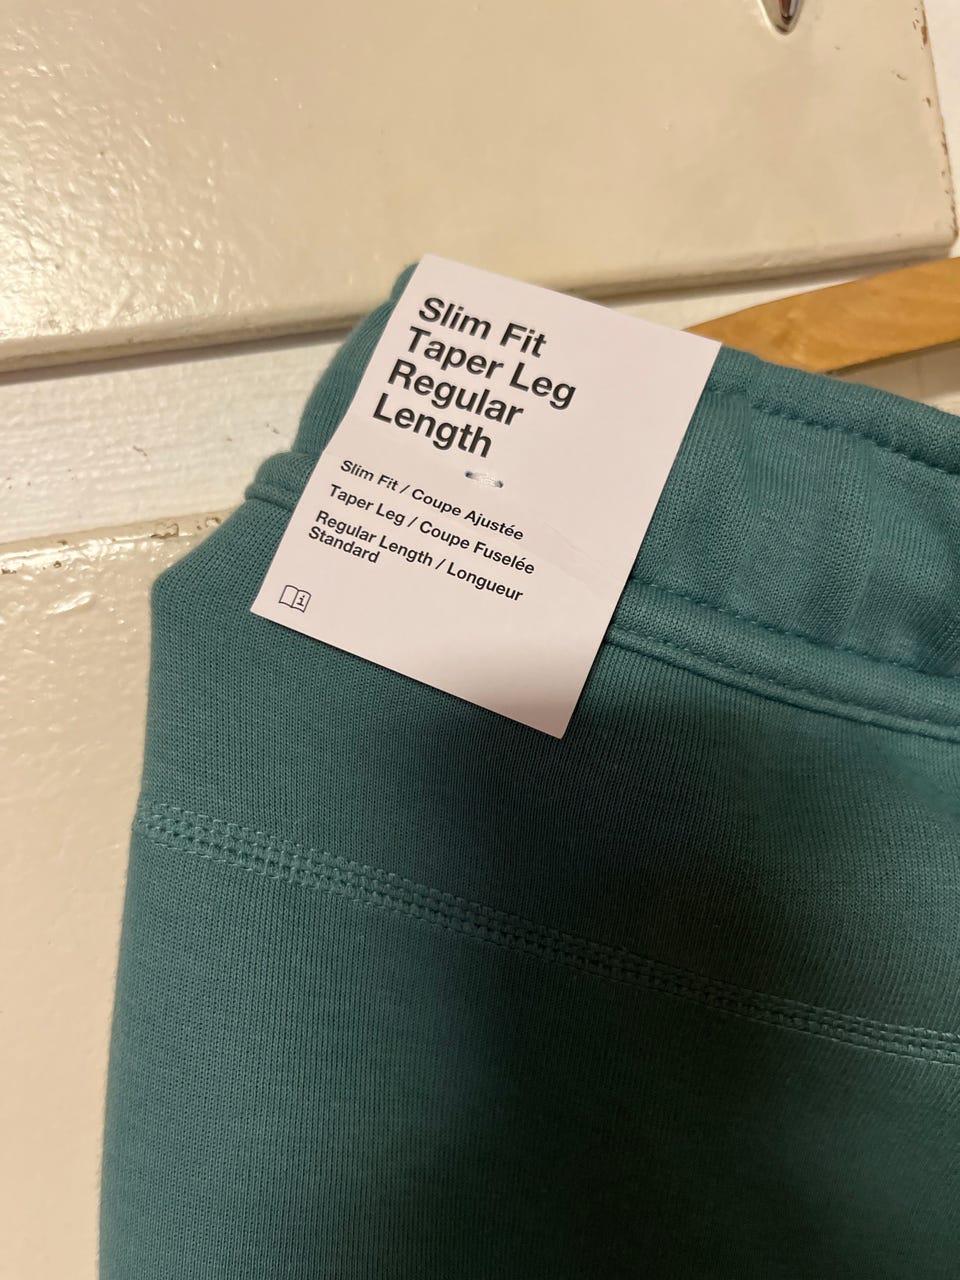 Slim Fit
Taper Leg
Regular
Length
Slim Fit / Coupe Ajustée
Taper Leg / Coupe Fuselée
Regular Length / Longueur
Standard
i